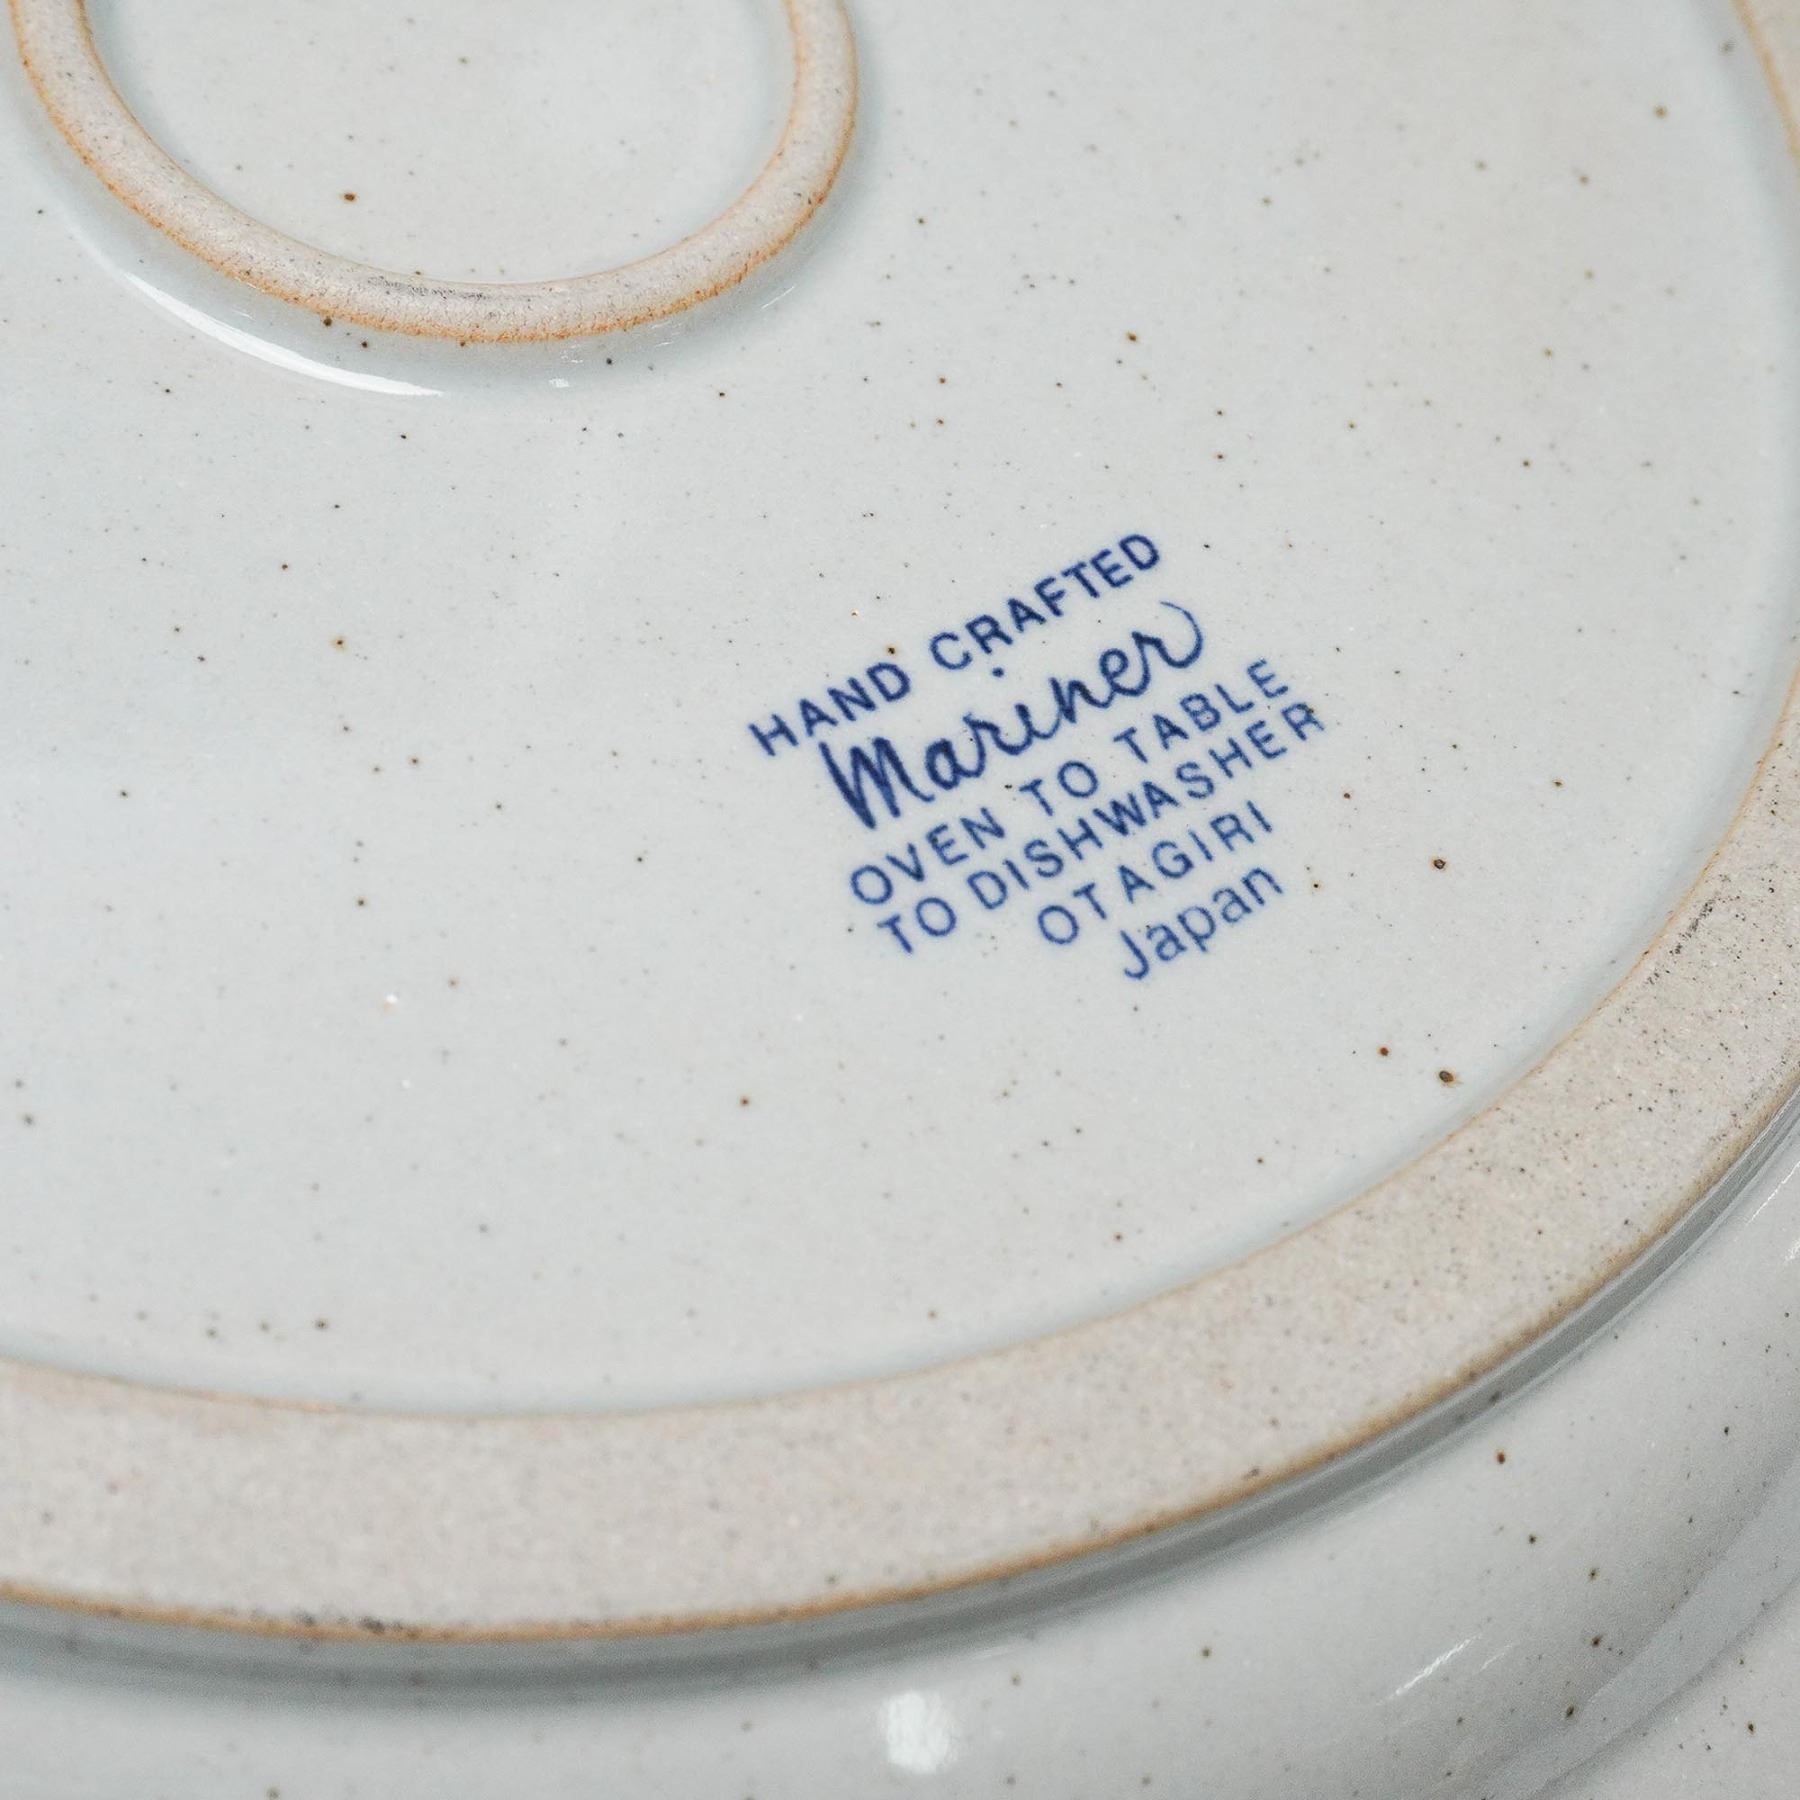 HAND CRAFTED
Mariner
OVEN TO TABLE
TO DISHWASHER
OTAGIRI
Japan